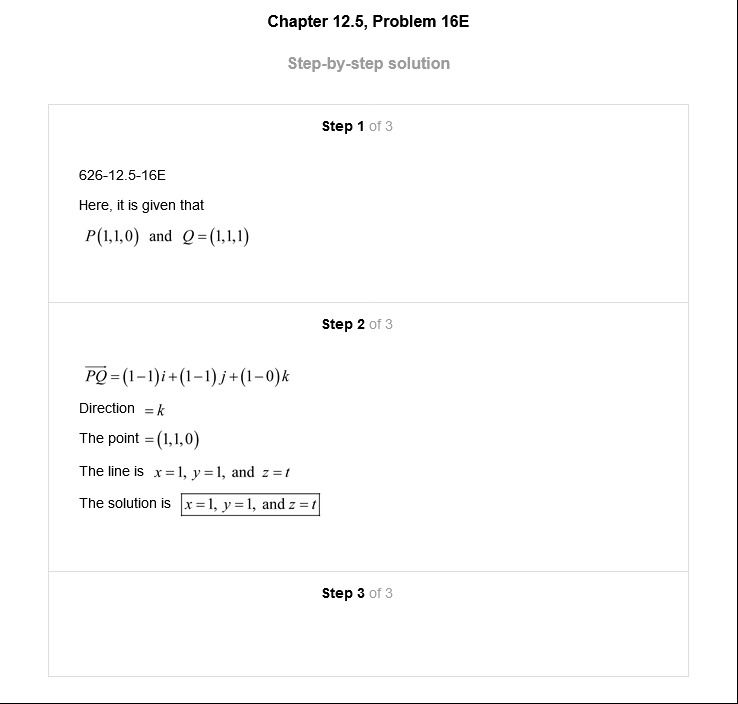 Chapter 12.5, Problem 16E
Step-by-step solution
Step 1 of 3
626-12.5-16E
Here, it is given that
P(1,1,0) and Q=(1,1,1)
Step 2 of 3
\overline{PQ}=(1−1)i+(1−1)j+(1−0)k
Direction =k
The point =(1,1,0)
The line is x=1, y=1, and z=t
The solution is x=1, y=1, and z=t
Step 3 of 3